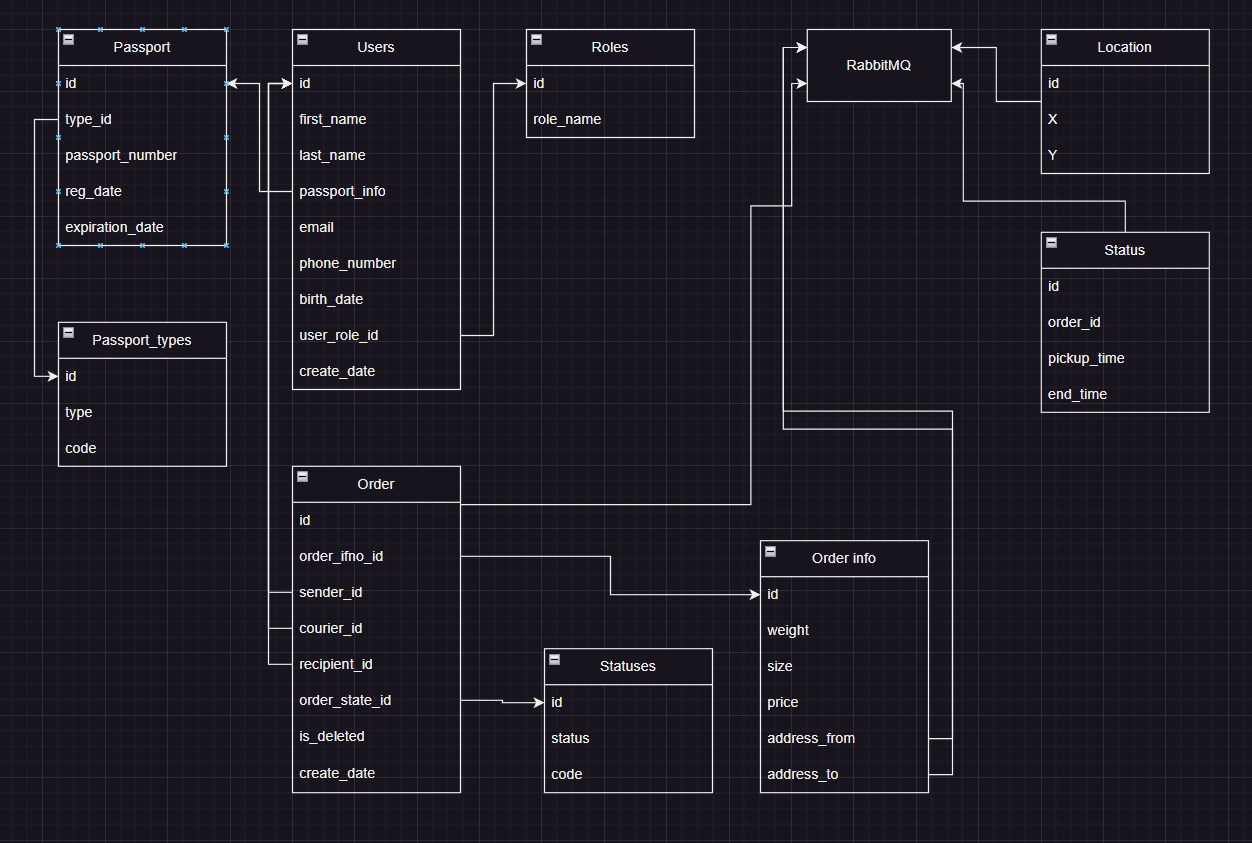 Passport
id
type_id
passport_number
reg_date
expiration_date
Users
id
first_name
last_name
passport_info
email
phone_number
birth_date
user_role_id
create_date
Roles
id
role_name
RabbitMQ
Location
id
X
Y
Status
id
order_id
pickup_time
end_time
Passport_types
id
type
code
Order
id
order_ifno_id
sender_id
courier_id
recipient_id
order_state_id
is_deleted
create_date
Statuses
id
status
code
Order info
id
weight
size
price
address_from
address_to